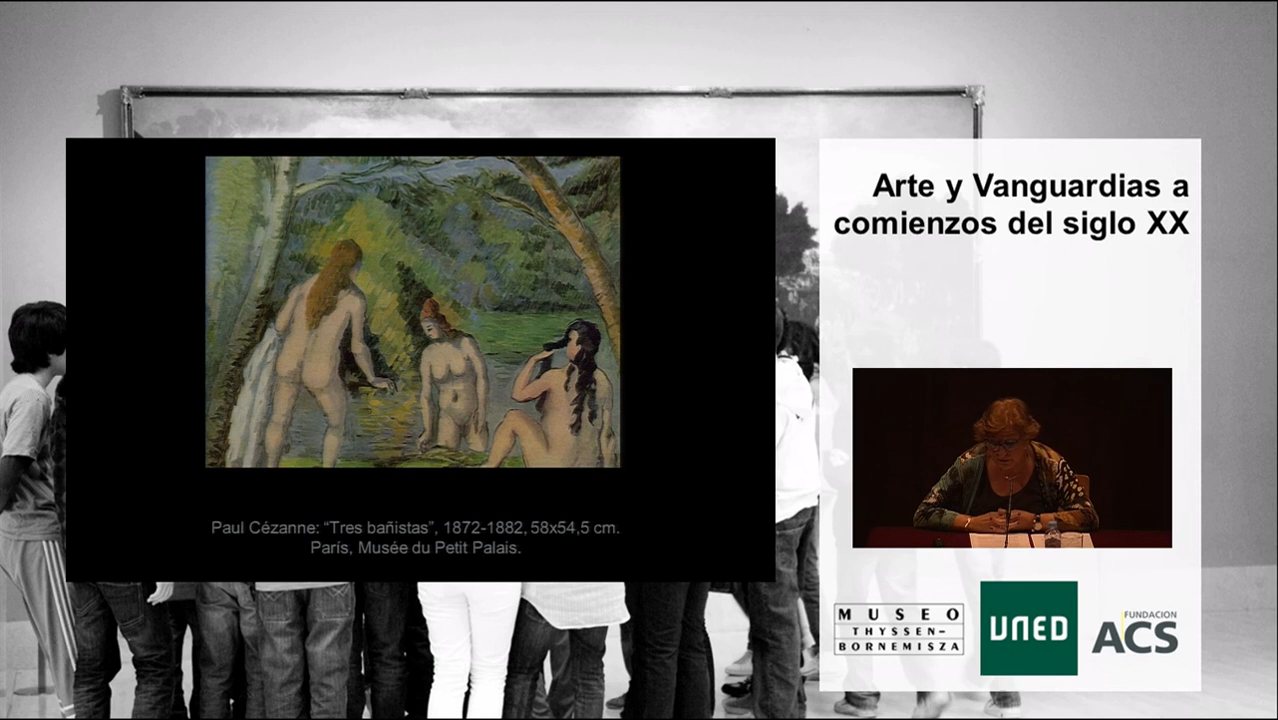 Arte y Vanguardias a
comienzos del siglo XX
Paul Cézanne: “Tres bañistas”, 1872-1882, 58x54,5 cm.
París, Musée du Petit Palais.
MUSEO
THYSSEN-
BORNEMISZA
UNED
FUNDACION
ACS